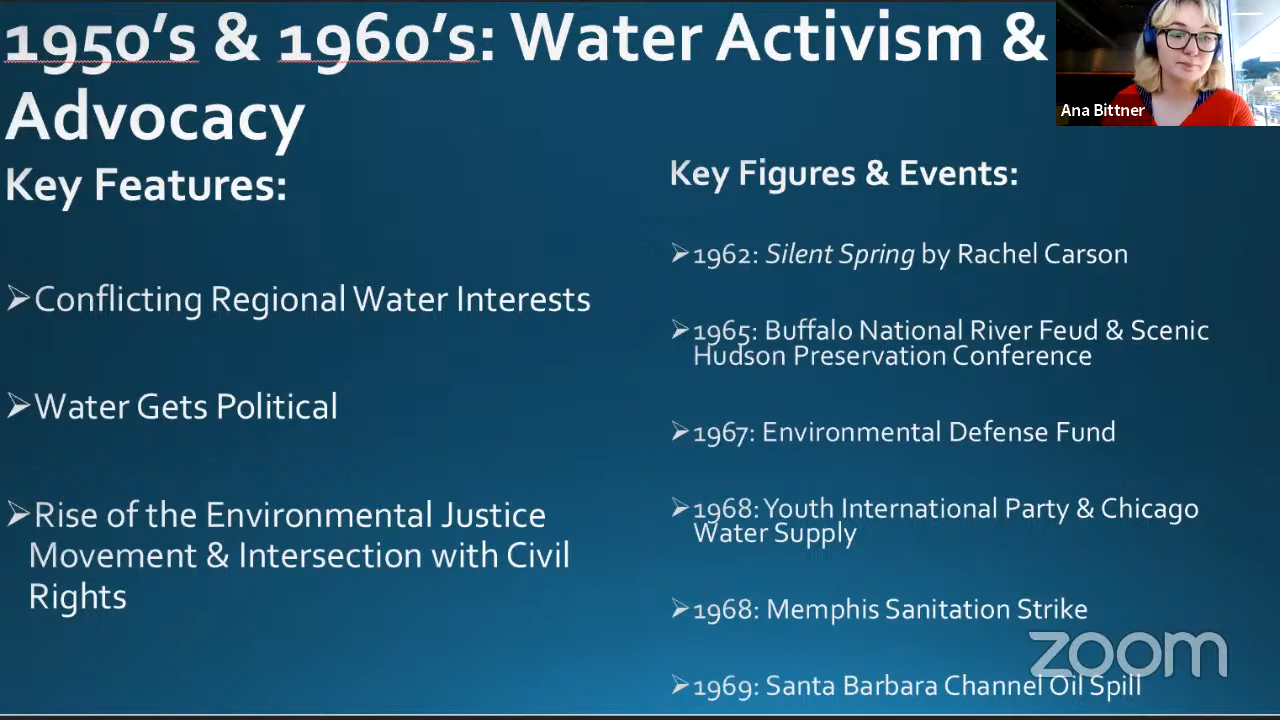 1950's & 1960's: Water Activism &
Advocacy
Ana Bittner
Key Features:
➢Conflicting Regional Water Interests
➢Water Gets Political
➢Rise of the Environmental Justice
Movement & Intersection with Civil
Rights
Key Figures & Events:
➢1962: Silent Spring by Rachel Carson
➢1965: Buffalo National River Feud & Scenic
Hudson Preservation Conference
➢1967: Environmental Defense Fund
➢1968: Youth International Party & Chicago
Water Supply
➢1968: Memphis Sanitation Strike
➢1969: Santa Barbara Channel Oil Spill
zoom